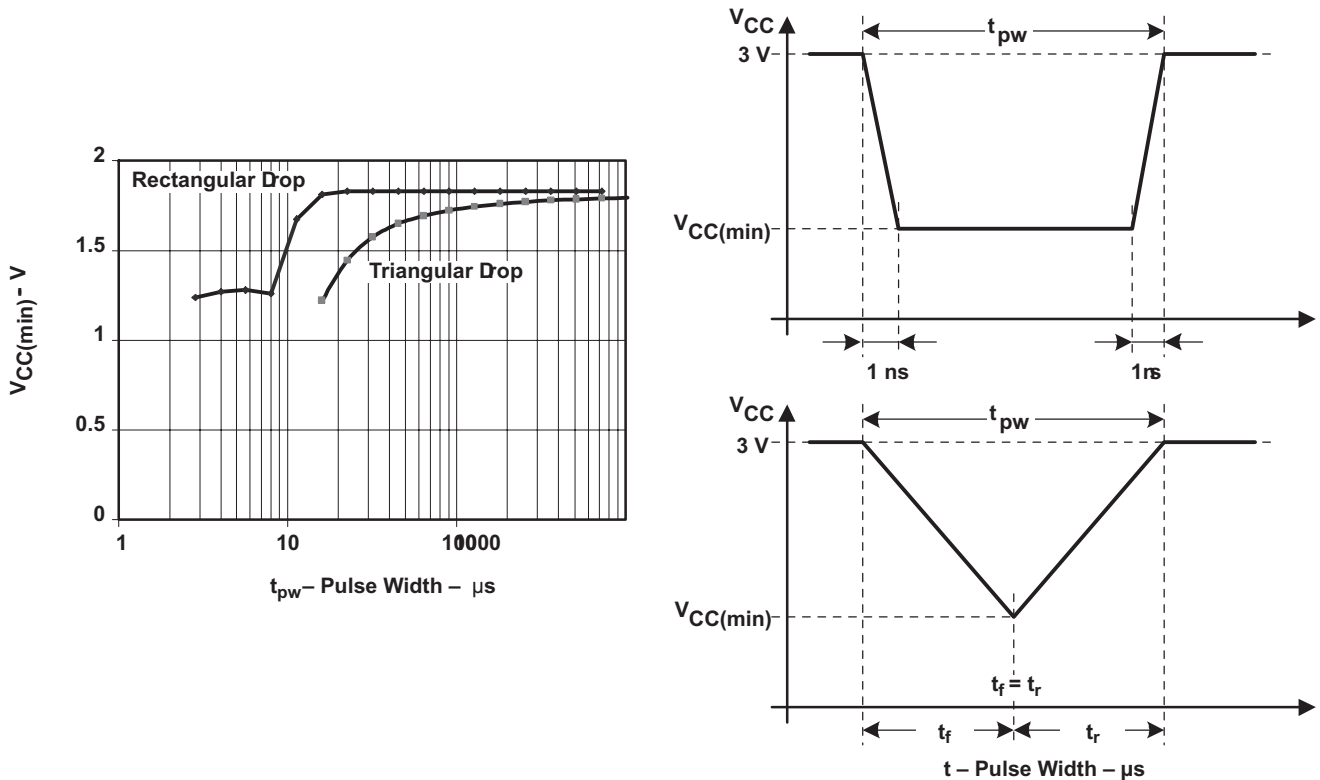 2
1.5
1
0.5
0
VCC(min) - V
Rectangular Drop
Triangular Drop
1
10
10000
tpw – Pulse Width – μs
VCC
3 V
tpw
VCC(min)
1 ns
1ns
VCC
3 V
tpw
VCC(min)
tf = tr
tf
tr
t – Pulse Width – μs